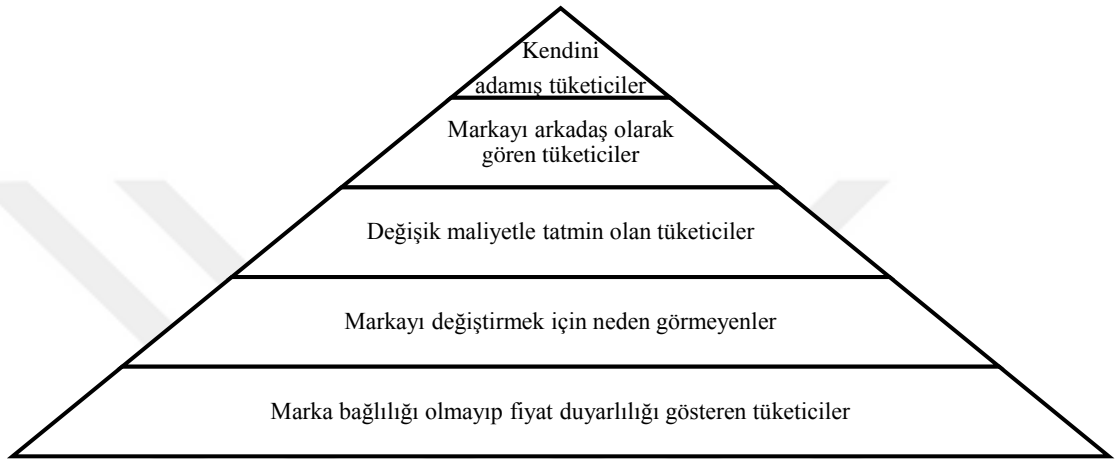 Kendini
adamış tüketiciler
Markayı arkadaş olarak
gören tüketiciler
Değişik maliyetle tatmin olan tüketiciler
Markayı değiştirmek için neden görmeyenler
Marka bağlılığı olmayıp fiyat duyarlılığı gösteren tüketiciler